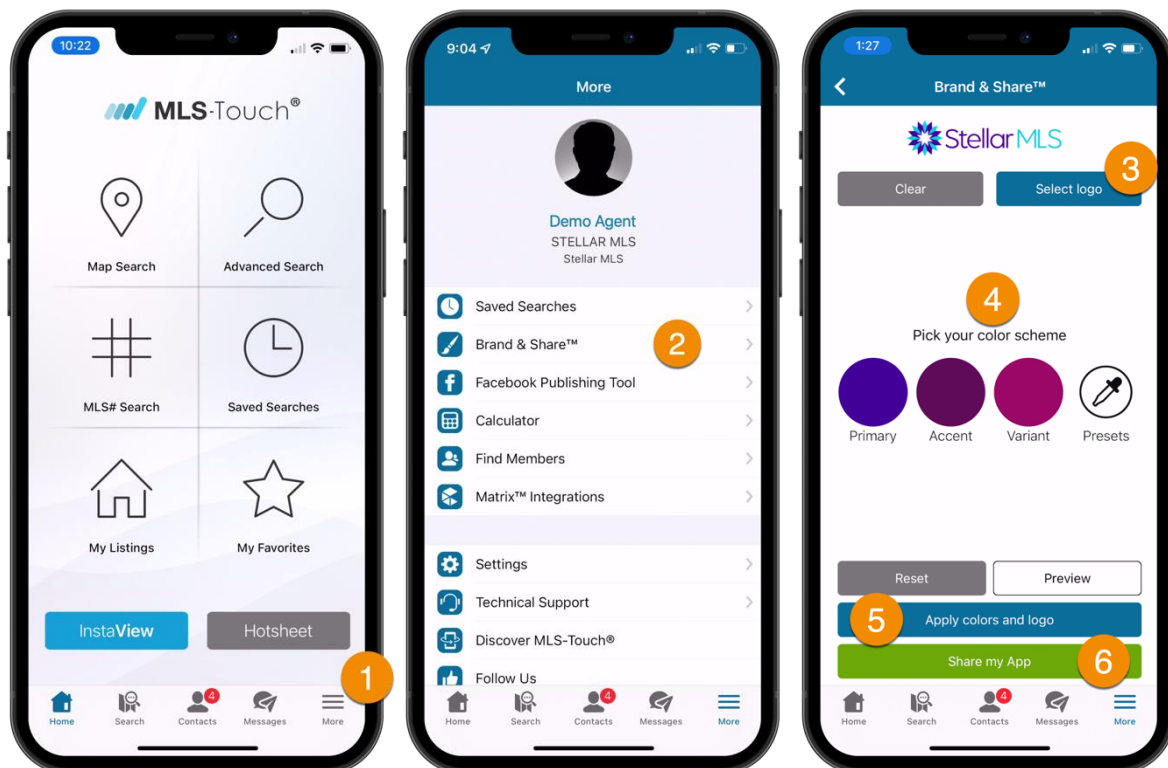 10:22
MLS-Touch®
Map Search
Advanced Search
MLS# Search
Saved Searches
My Listings
My Favorites
InstaView
Hotsheet
1
Home
Search
4
Contacts
Messages
More
9:04
More
Demo Agent
STELLAR MLS
Stellar MLS
Saved Searches
Brand & Share™
2
Facebook Publishing Tool
Calculator
Find Members
Matrix™ Integrations
Settings
Technical Support
Discover MLS-Touch®
Follow Us
Home
Search
4
Contacts
Messages
More
1:27
Brand & Share™
Stellar MLS
3
Clear
Select logo
4
Pick your color scheme
Primary
Accent
Variant
Presets
Reset
Preview
5
Apply colors and logo
Share my App
6
Home
Search
4
Contacts
Messages
More